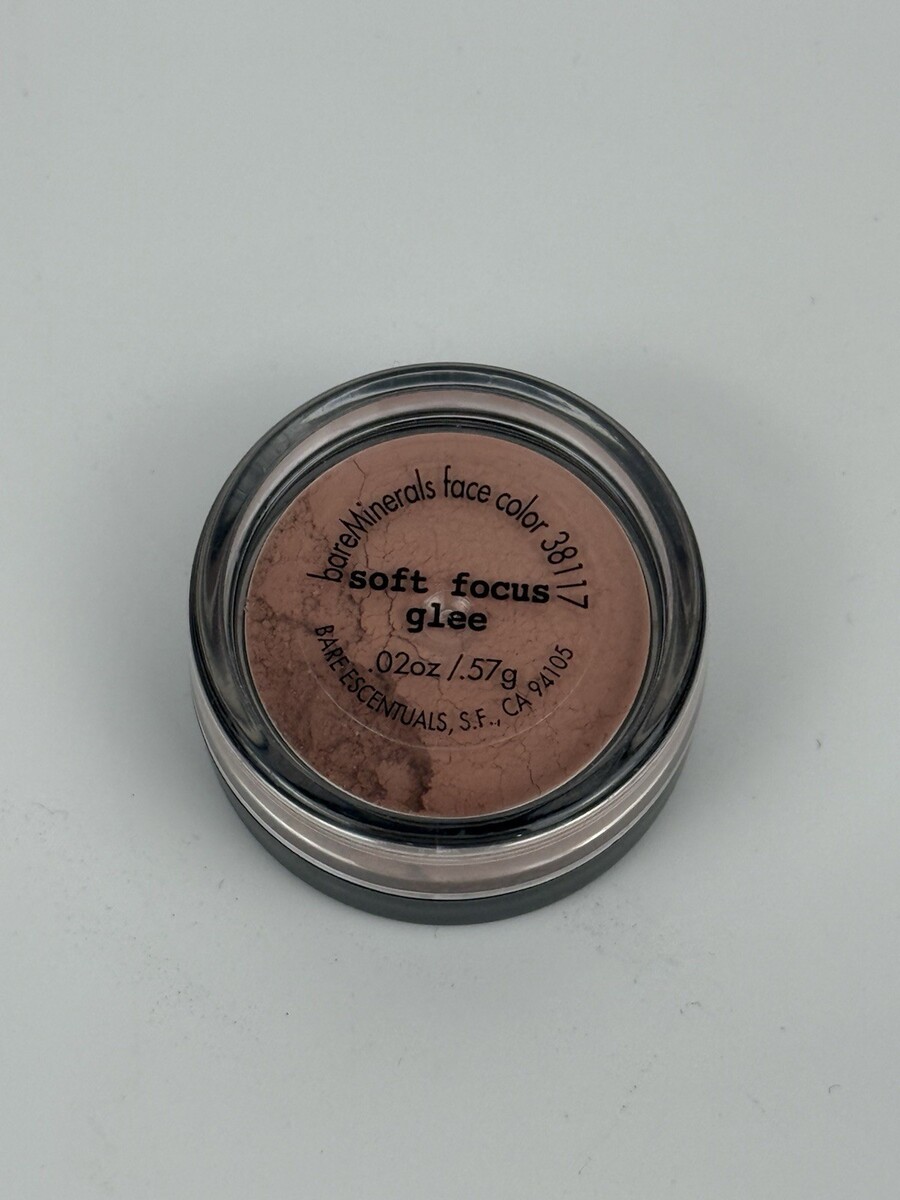 bareMinerals face color 38117
soft focus
glee
.02oz /.57g
BARE ESCENTUALS, S.F., CA 94105